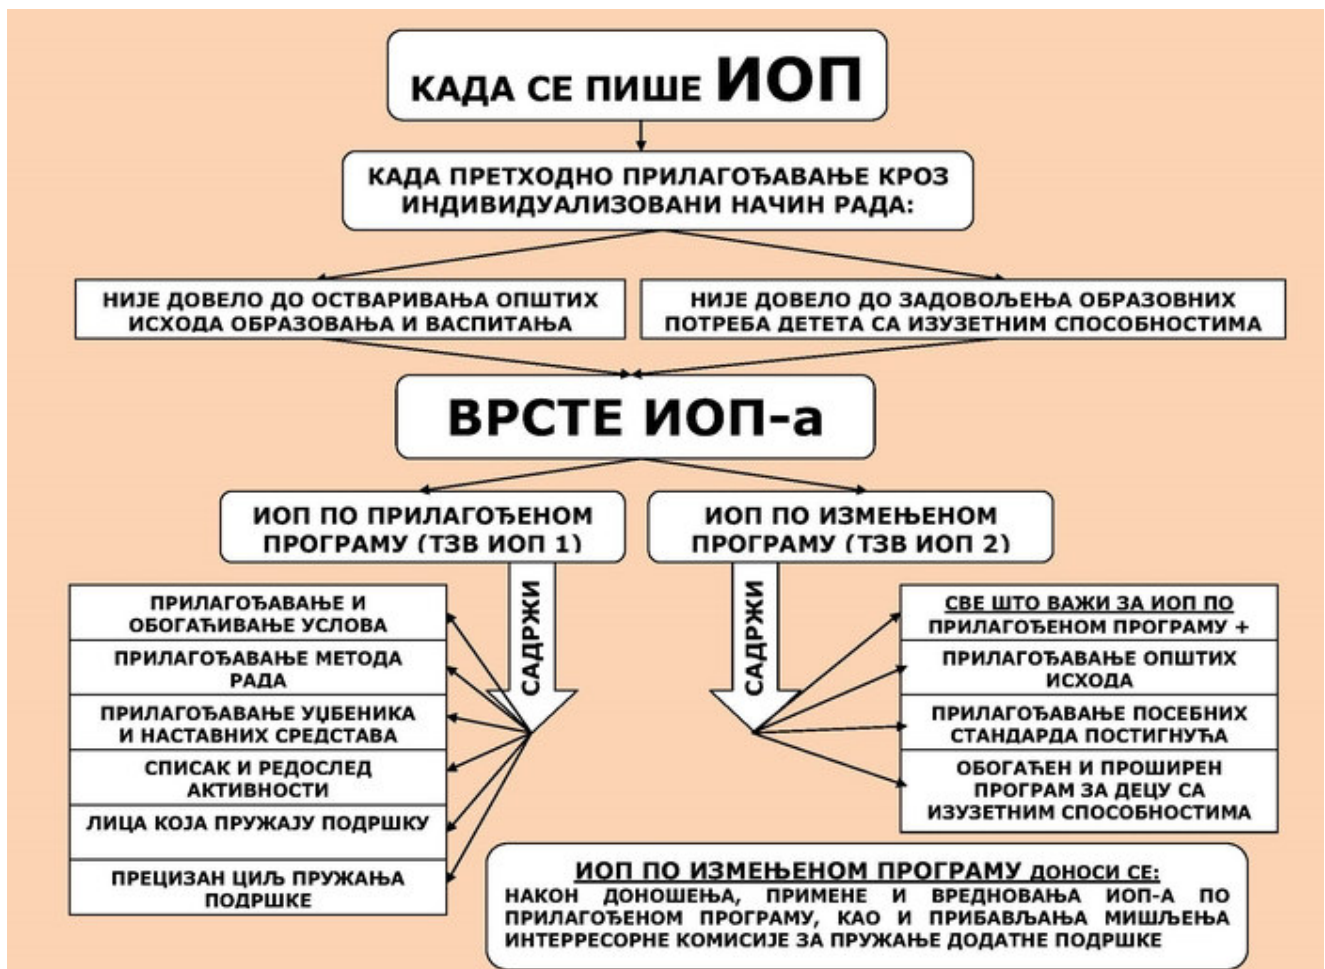 КАДА СЕ ПИШЕ ИОП
КАДА ПРЕТХОДНО ПРИЛАГОЂАВАЊЕ КРОЗ
ИНДИВИДУАЛИЗОВАНИ НАЧИН РАДА:
НИЈЕ ДОВЕЛО ДО ОСТВАРИВАЊА ОПШТИХ
ИСХОДА ОБРАЗОВАЊА И ВАСПИТАЊА
НИЈЕ ДОВЕЛО ДО ЗАДОВОЉЕЊА ОБРАЗОВНИХ
ПОТРЕБА ДЕТЕТА СА ИЗУЗЕТНИМ СПОСОБНОСТИМА
ВРСТЕ ИОП-а
ИОП ПО ПРИЛАГОЂЕНОМ
ПРОГРАМУ (ТЗВ ИОП 1)
ИОП ПО ИЗМЕЊЕНОМ
ПРОГРАМУ (ТЗВ ИОП 2)
САДРЖИ
ПРИЛАГОЂАВАЊЕ И
ОБОГАЋИВАЊЕ УСЛОВА
ПРИЛАГОЂАВАЊЕ МЕТОДА
РАДА
ПРИЛАГОЂАВАЊЕ УЏБЕНИКА
И НАСТАВНИХ СРЕДСТАВА
СПИСАК И РЕДОСЛЕД
АКТИВНОСТИ
ЛИЦА КОЈА ПРУЖАЈУ ПОДРШКУ
ПРЕЦИЗАН ЦИЉ ПРУЖАЊА
ПОДРШКЕ
САДРЖИ
СВЕ ШТО ВАЖИ ЗА ИОП ПО
ПРИЛАГОЂЕНОМ ПРОГРАМУ +
ПРИЛАГОЂАВАЊЕ ОПШТИХ
ИСХОДА
ПРИЛАГОЂАВАЊЕ ПОСЕБНИХ
СТАНДАРДА ПОСТИГНУЋА
ОБОГАЋЕН И ПРОШИРЕН
ПРОГРАМ ЗА ДЕЦУ СА
ИЗУЗЕТНИМ СПОСОБНОСТИМА
ИОП ПО ИЗМЕЊЕНОМ ПРОГРАМУ ДОНОСИ СЕ:
НАКОН ДОНОШЕЊА, ПРИМЕНЕ И ВРЕДНОВАЊА ИОП-А ПО
ПРИЛАГОЂЕНОМ ПРОГРАМУ, КАО И ПРИБАВЉАЊА МИШЉЕЊА
ИНТЕРРЕСОРНЕ КОМИСИЈЕ ЗА ПРУЖАЊЕ ДОДАТНЕ ПОДРШКЕ